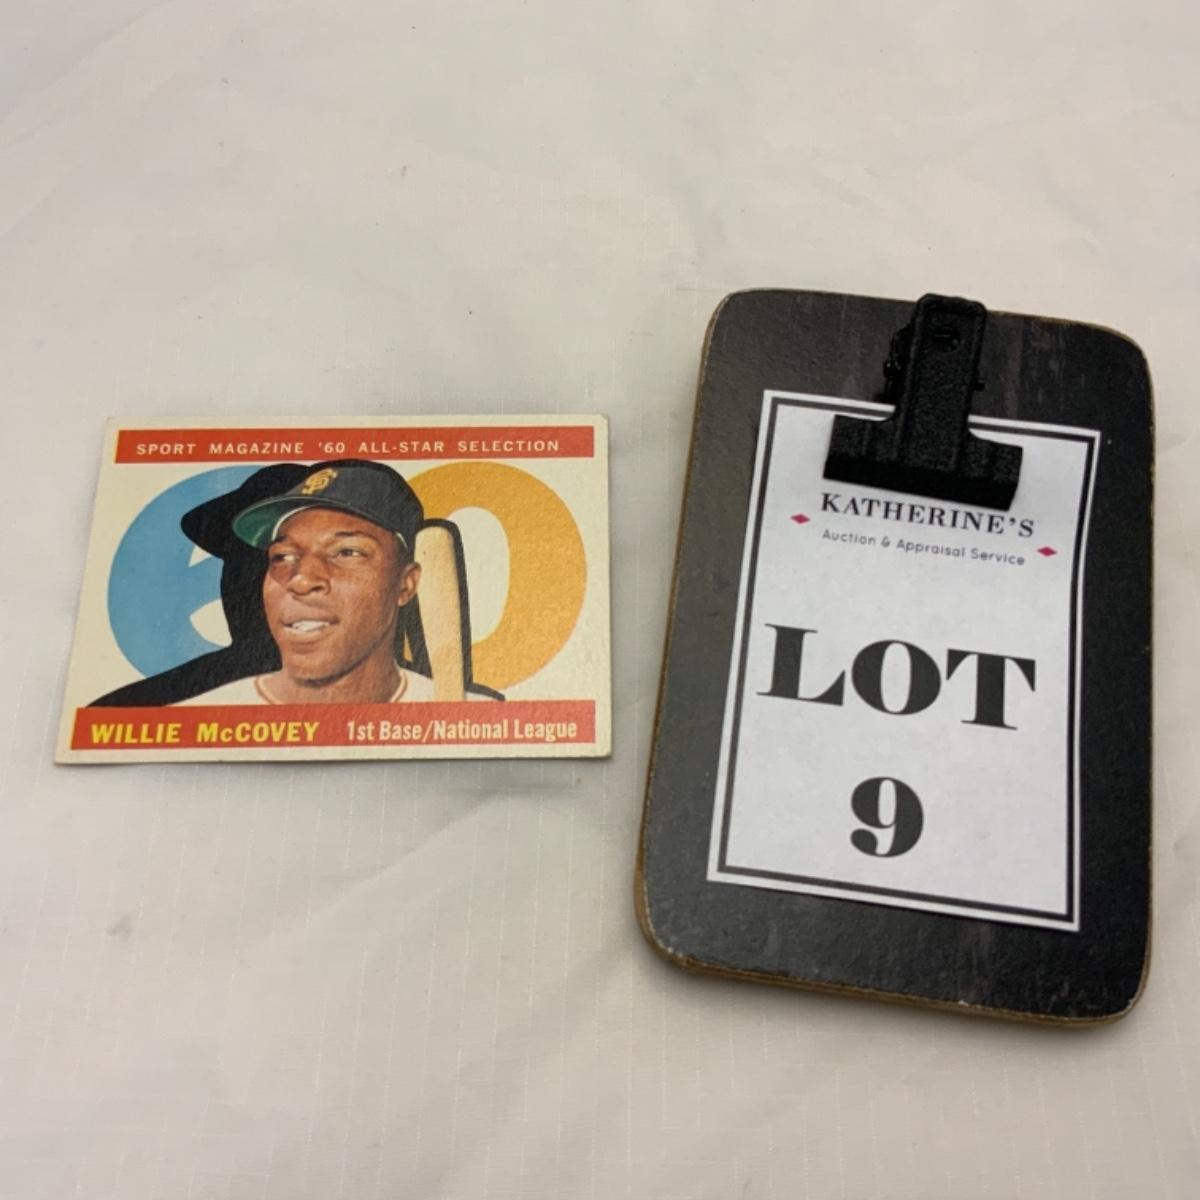 SPORT MAGAZINE '60 ALL-STAR SELECTION
60
SF
WILLIE McCOVEY 1st Base/National League
KATHERINE'S
Auction & Appraisal Service
LOT
9